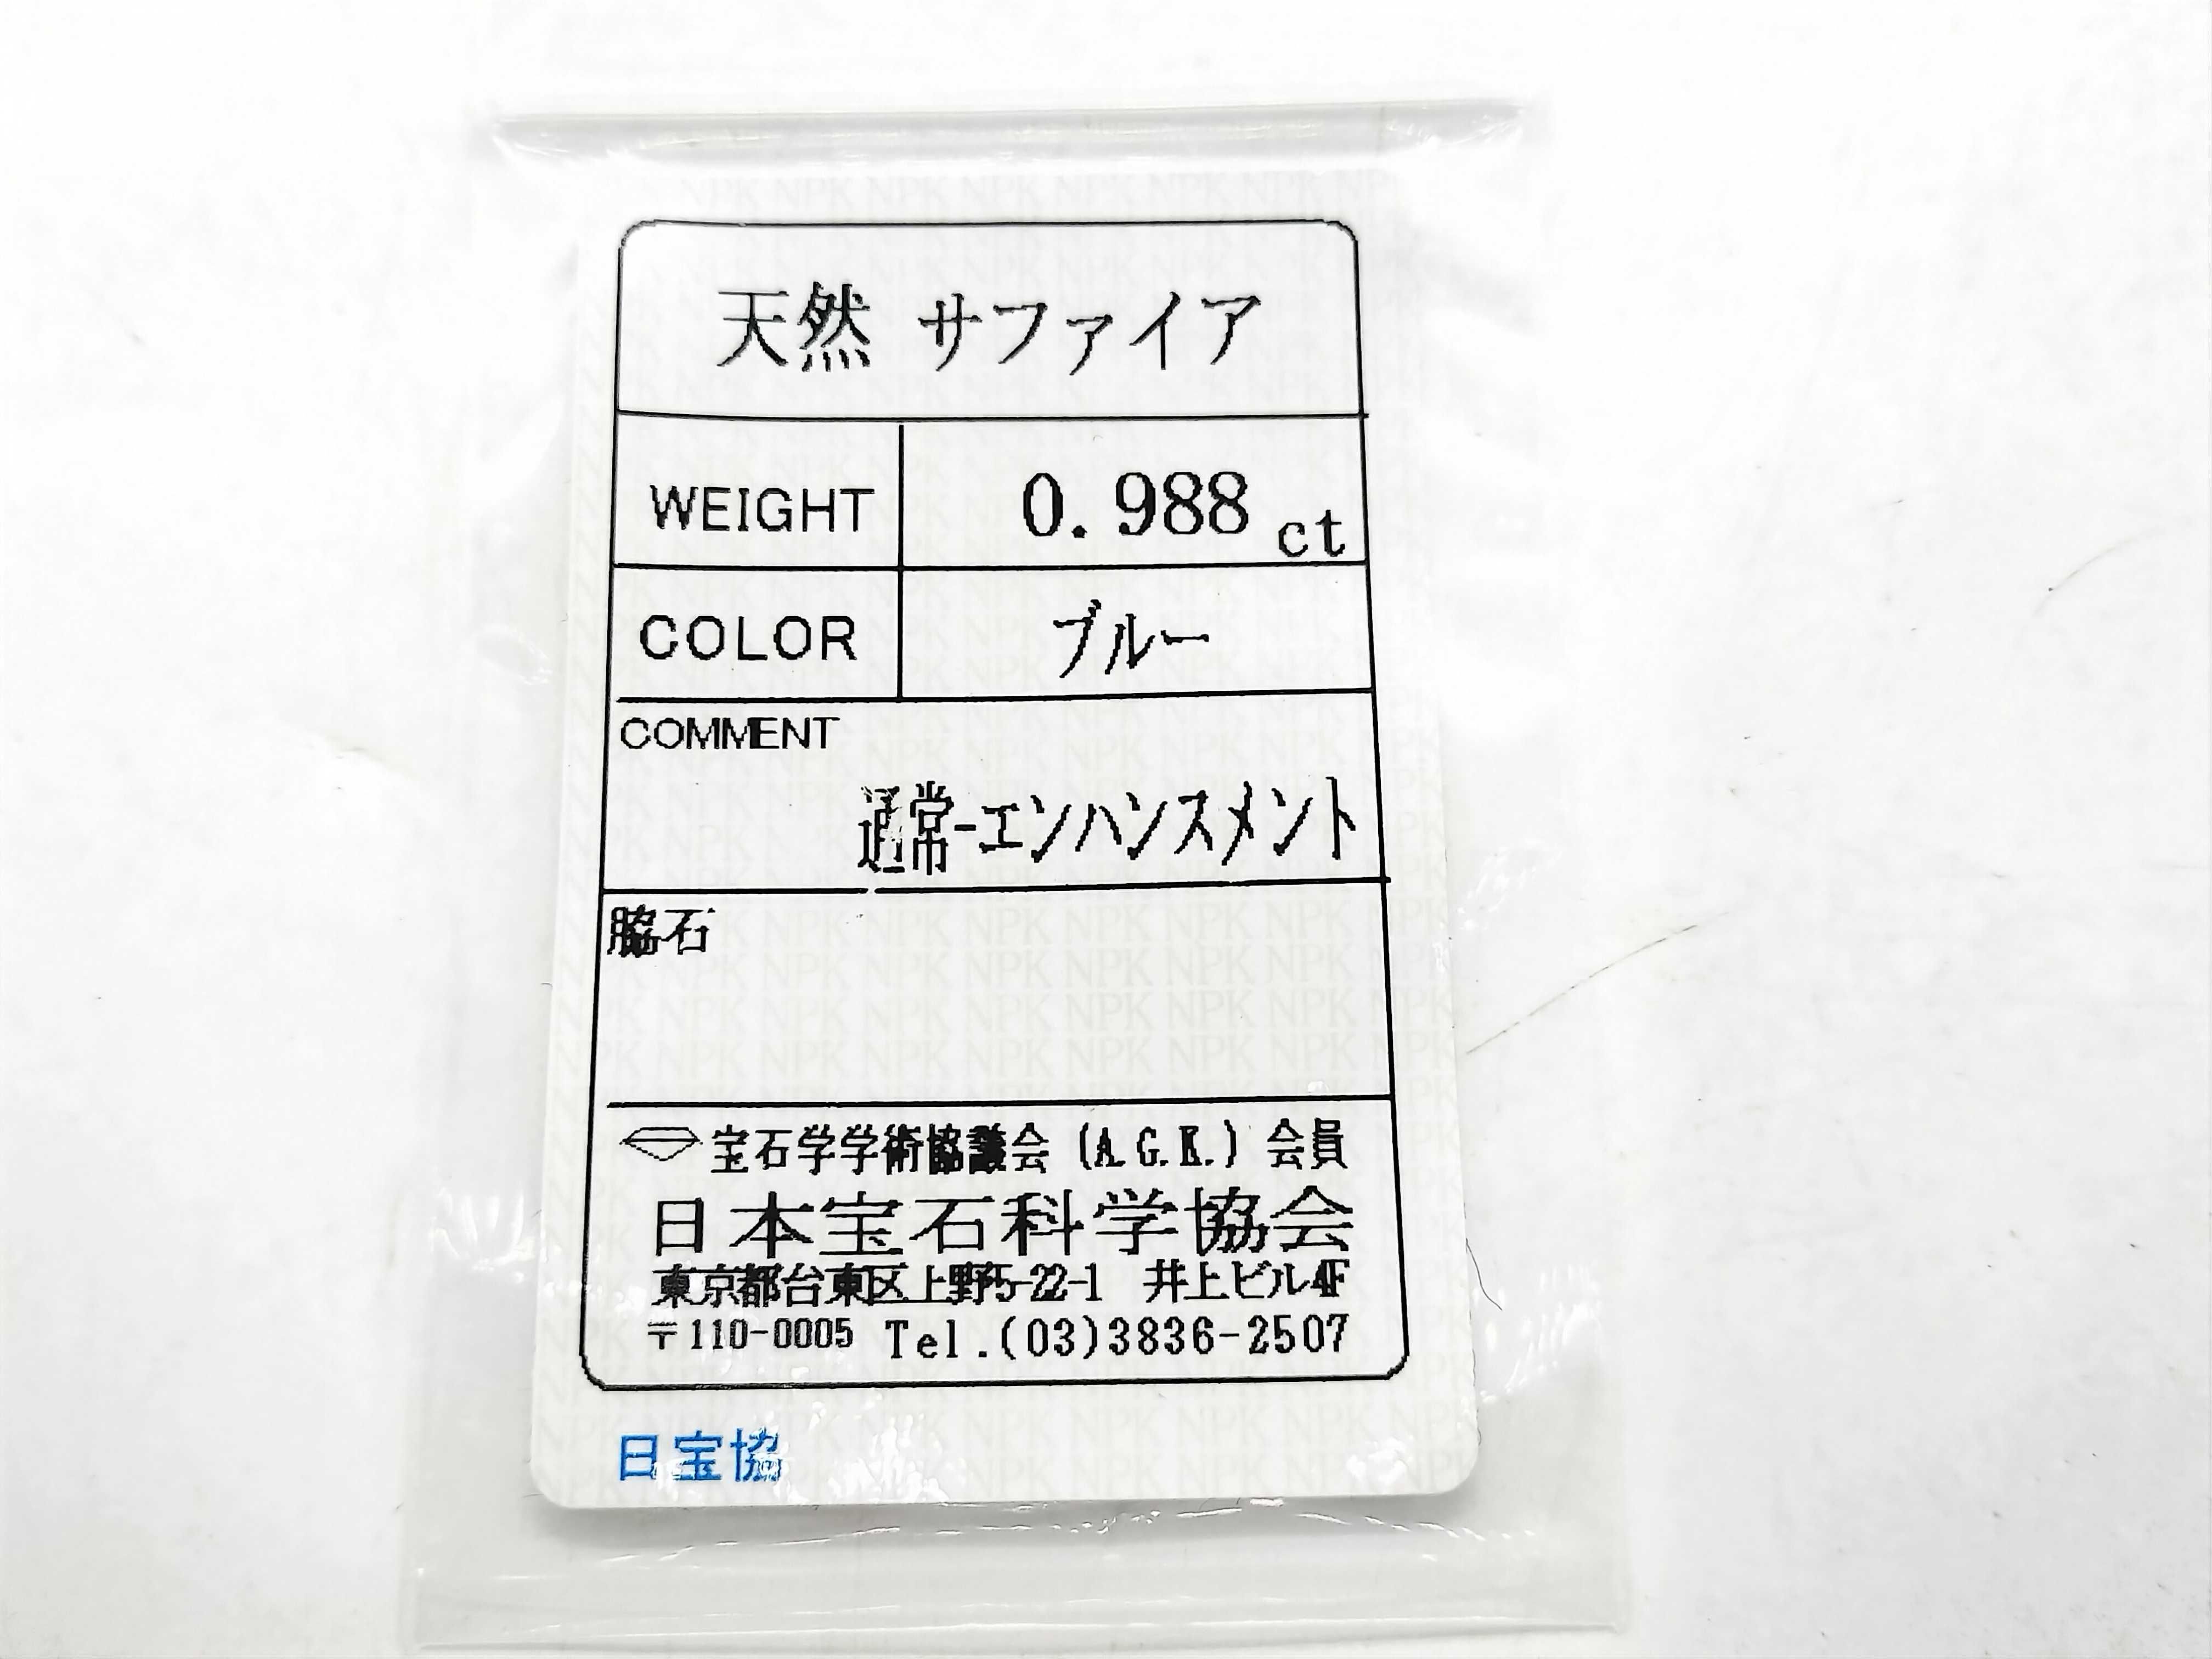 天然 サファイア
WEIGHT 0.988 ct
COLOR ブルー
COMMENT
通常-エンハンスメント
脇石
宝石学学術協議会 (A.G.K.) 会員
日本宝石科学協会
東京都台東区上野5-22-1 井上ビル4F
〒110-0005 Tel.(03)3836-2507
日宝協